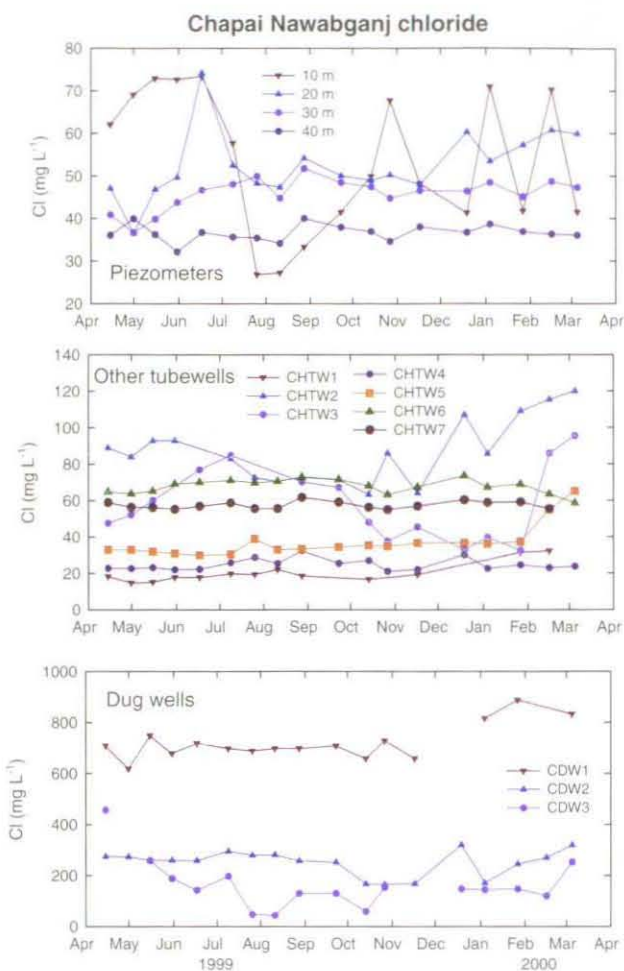 Chapai Nawabganj chloride
80
70
60
50
40
30
20
Cl (mg L⁻¹)
10 m
20 m
30 m
40 m
Piezometers
Apr May Jun Jul Aug Sep Oct Nov Dec Jan Feb Mar Apr
140
120
100
80
60
40
20
0
Cl (mg L⁻¹)
Other tubewells
CHTW1
CHTW2
CHTW3
CHTW4
CHTW5
CHTW6
CHTW7
Apr May Jun Jul Aug Sep Oct Nov Dec Jan Feb Mar Apr
1000
800
600
400
200
0
Cl (mg L⁻¹)
Dug wells
CDW1
CDW2
CDW3
Apr May Jun Jul Aug Sep Oct Nov Dec Jan Feb Mar Apr
1999 2000